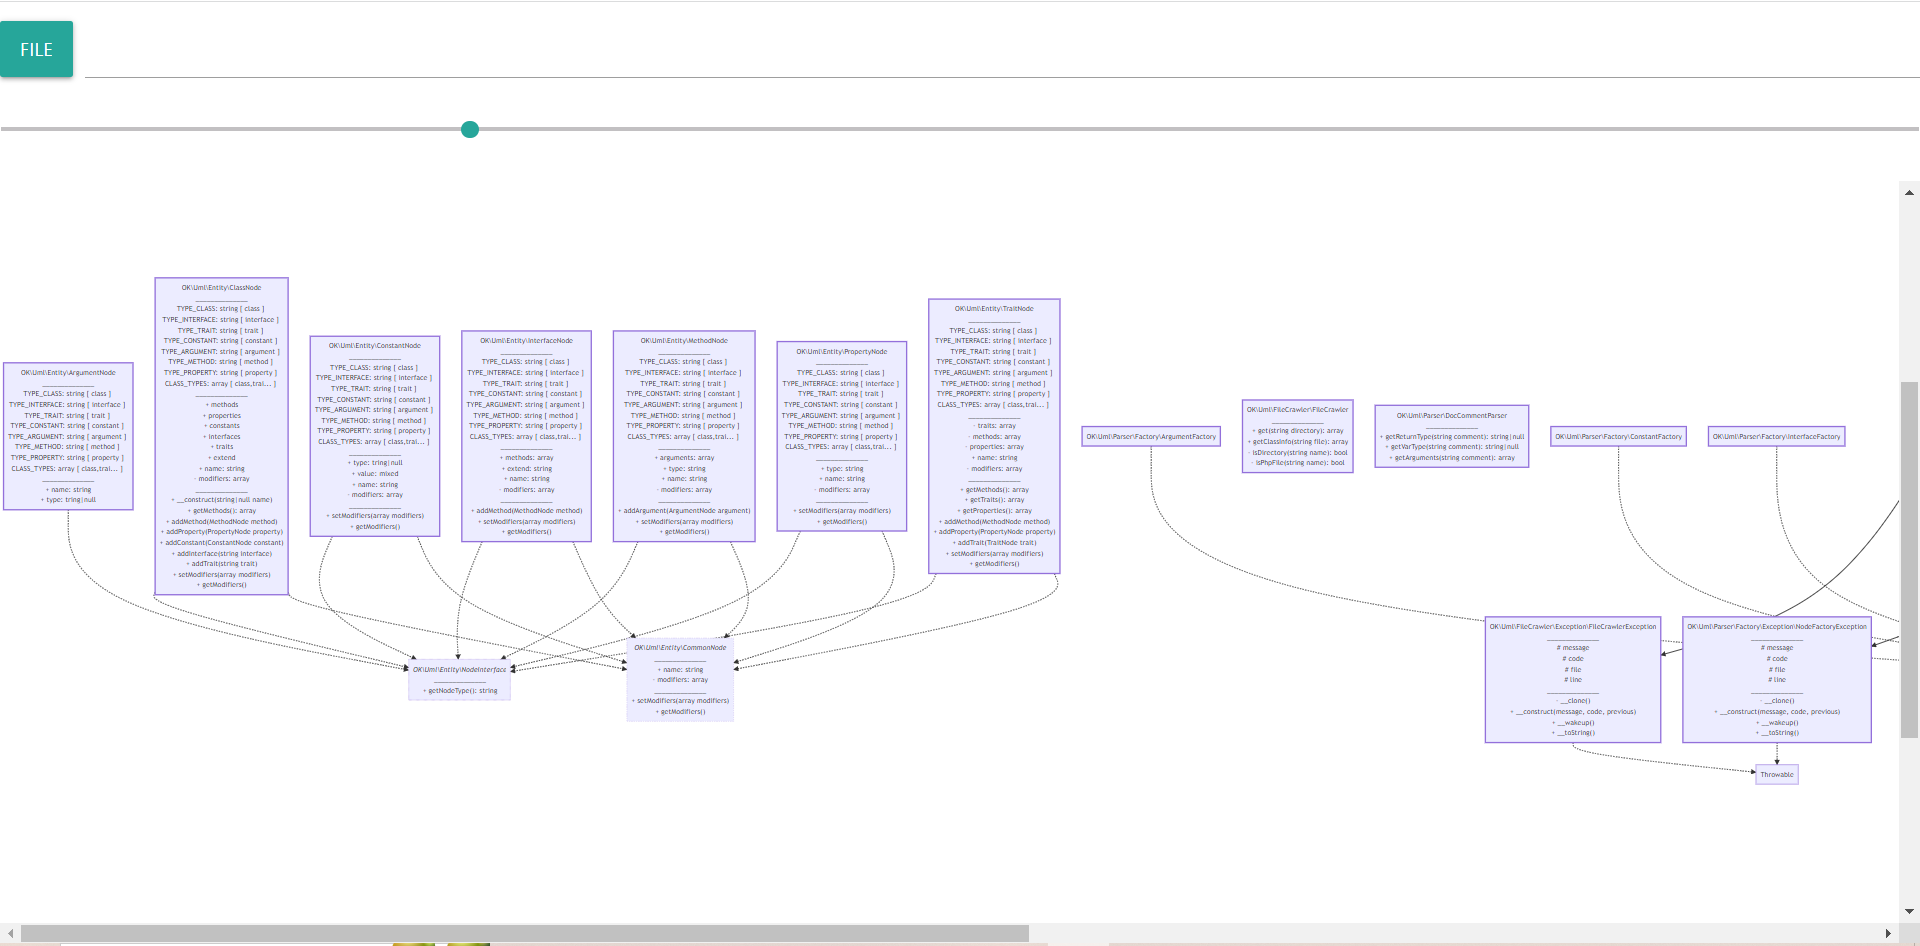 FILE
OK\Uml\Entity\ArgumentNode
TYPE_CLASS: string [ class ]
TYPE_INTERFACE: string [ interface ]
TYPE_TRAIT: string [ trait ]
TYPE_CONSTANT: string [ constant ]
TYPE_ARGUMENT: string [ argument ]
TYPE_METHOD: string [ method ]
TYPE_PROPERTY: string [ property ]
CLASS_TYPES: array [ class,trai... ]
+ name: string
+ type: tring|null
OK\Uml\Entity\ClassNode
TYPE_CLASS: string [ class ]
TYPE_INTERFACE: string [ interface ]
TYPE_TRAIT: string [ trait ]
TYPE_CONSTANT: string [ constant ]
TYPE_ARGUMENT: string [ argument ]
TYPE_METHOD: string [ method ]
TYPE_PROPERTY: string [ property ]
CLASS_TYPES: array [ class,trai... ]
+ methods
+ properties
+ constants
+ interfaces
+ traits
+ extend
+ name: string
- modifiers: array
+ __construct(string|null name)
+ getMethods(): array
+ addMethod(MethodNode method)
+ addProperty(PropertyNode property)
+ addConstant(ConstantNode constant)
+ addInterface(string interface)
+ addTrait(string trait)
+ setModifiers(array modifiers)
+ getModifiers()
OK\Uml\Entity\ConstantNode
TYPE_CLASS: string [ class ]
TYPE_INTERFACE: string [ interface ]
TYPE_TRAIT: string [ trait ]
TYPE_CONSTANT: string [ constant ]
TYPE_ARGUMENT: string [ argument ]
TYPE_METHOD: string [ method ]
TYPE_PROPERTY: string [ property ]
CLASS_TYPES: array [ class,trai... ]
+ type: tring|null
+ value: mixed
+ name: string
- modifiers: array
+ setModifiers(array modifiers)
+ getModifiers()
OK\Uml\Entity\InterfaceNode
TYPE_CLASS: string [ class ]
TYPE_INTERFACE: string [ interface ]
TYPE_TRAIT: string [ trait ]
TYPE_CONSTANT: string [ constant ]
TYPE_ARGUMENT: string [ argument ]
TYPE_METHOD: string [ method ]
TYPE_PROPERTY: string [ property ]
CLASS_TYPES: array [ class,trai... ]
+ methods: array
+ extend: string
+ name: string
- modifiers: array
+ addMethod(MethodNode method)
+ setModifiers(array modifiers)
+ getModifiers()
OK\Uml\Entity\MethodNode
TYPE_CLASS: string [ class ]
TYPE_INTERFACE: string [ interface ]
TYPE_TRAIT: string [ trait ]
TYPE_CONSTANT: string [ constant ]
TYPE_ARGUMENT: string [ argument ]
TYPE_METHOD: string [ method ]
TYPE_PROPERTY: string [ property ]
CLASS_TYPES: array [ class,trai... ]
+ arguments: array
+ type: string
+ name: string
- modifiers: array
+ addArgument(ArgumentNode argument)
+ setModifiers(array modifiers)
+ getModifiers()
OK\Uml\Entity\PropertyNode
TYPE_CLASS: string [ class ]
TYPE_INTERFACE: string [ interface ]
TYPE_TRAIT: string [ trait ]
TYPE_CONSTANT: string [ constant ]
TYPE_ARGUMENT: string [ argument ]
TYPE_METHOD: string [ method ]
TYPE_PROPERTY: string [ property ]
CLASS_TYPES: array [ class,trai... ]
+ type: string
+ name: string
- modifiers: array
+ setModifiers(array modifiers)
+ getModifiers()
OK\Uml\Entity\TraitNode
TYPE_CLASS: string [ class ]
TYPE_INTERFACE: string [ interface ]
TYPE_TRAIT: string [ trait ]
TYPE_CONSTANT: string [ constant ]
TYPE_ARGUMENT: string [ argument ]
TYPE_METHOD: string [ method ]
TYPE_PROPERTY: string [ property ]
CLASS_TYPES: array [ class,trai... ]
- traits: array
- methods: array
- properties: array
+ name: string
- modifiers: array
+ getMethods(): array
+ getTraits(): array
+ getProperties(): array
+ addMethod(MethodNode method)
+ addProperty(PropertyNode property)
+ addTrait(TraitNode trait)
+ setModifiers(array modifiers)
+ getModifiers()
OK\Uml\Parser\Factory\ArgumentFactory
OK\Uml\FileCrawler\FileCrawler
+ get(string directory): array
+ getClassInfo(string file): array
- isDirectory(string name): bool
- isPhpFile(string name): bool
OK\Uml\Parser\DocCommentParser
+ getReturnType(string comment): string|null
+ getVarType(string comment): string|null
+ getArguments(string comment): array
OK\Uml\Parser\Factory\ConstantFactory
OK\Uml\Parser\Factory\InterfaceFactory
OK\Uml\Entity\NodeInterface
+ getNodeType(): string
OK\Uml\Entity\CommonNode
+ name: string
- modifiers: array
+ setModifiers(array modifiers)
+ getModifiers()
OK\Uml\FileCrawler\Exception\FileCrawlerException
# message
# code
# file
# line
- __clone()
+ __construct(message, code, previous)
+ __wakeup()
+ __toString()
OK\Uml\Parser\Factory\Exception\NodeFactoryException
# message
# code
# file
# line
- __clone()
+ __construct(message, code, previous)
+ __wakeup()
+ __toString()
Throwable